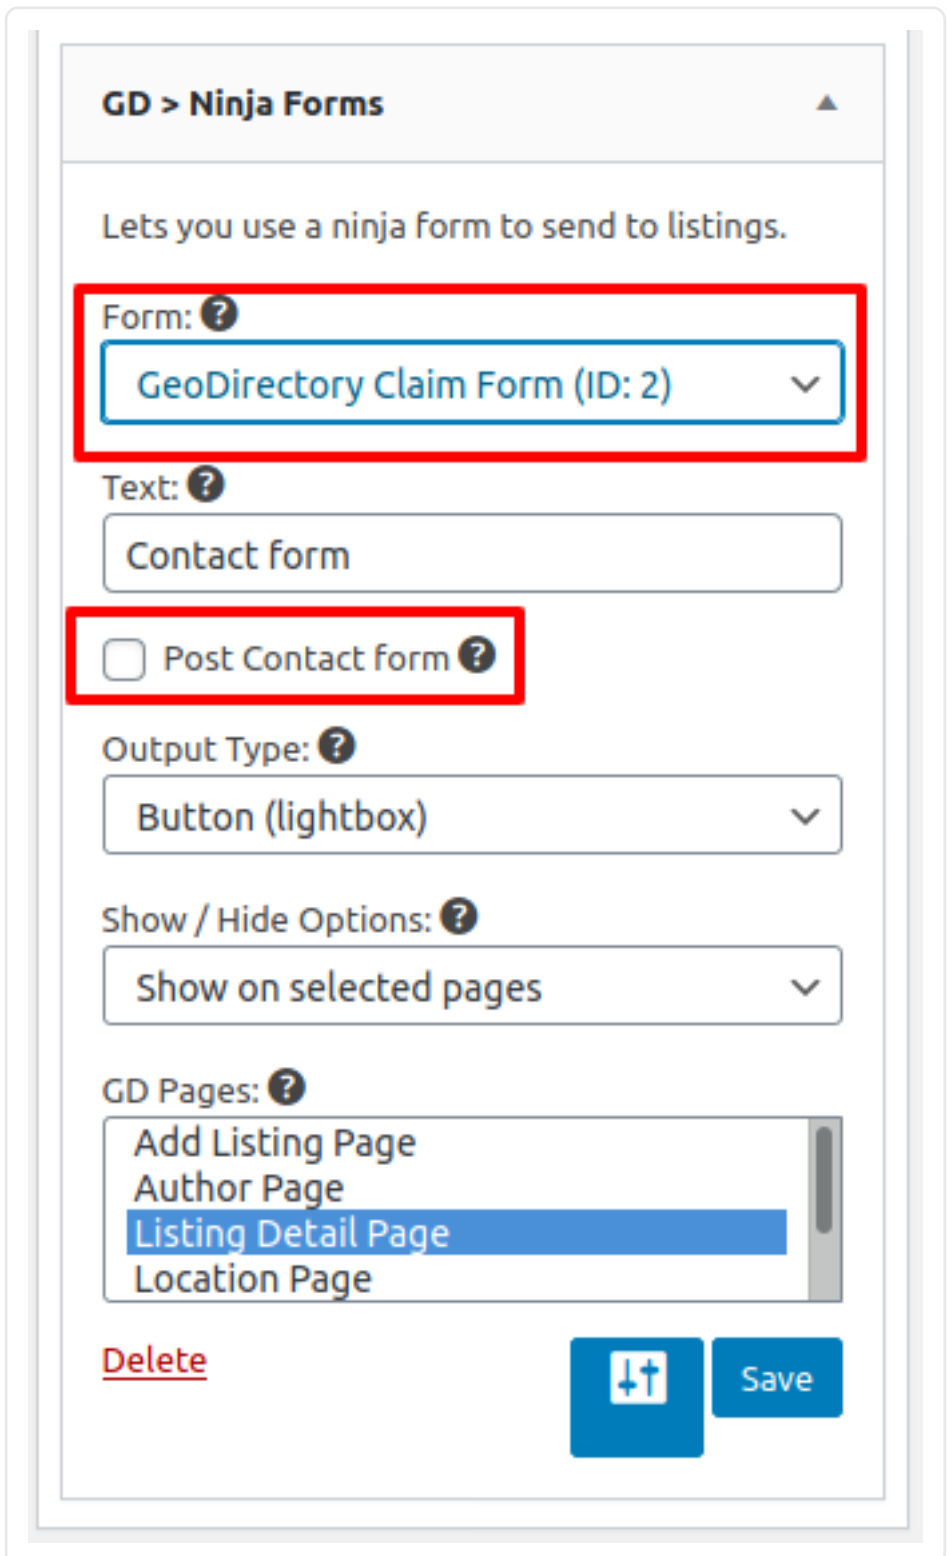 GD > Ninja Forms
Lets you use a ninja form to send to listings.
Form:
GeoDirectory Claim Form (ID: 2)
Text:
Contact form
Post Contact form
Output Type:
Button (lightbox)
Show / Hide Options:
Show on selected pages
GD Pages:
Add Listing Page
Author Page
Listing Detail Page
Location Page
Delete
Save